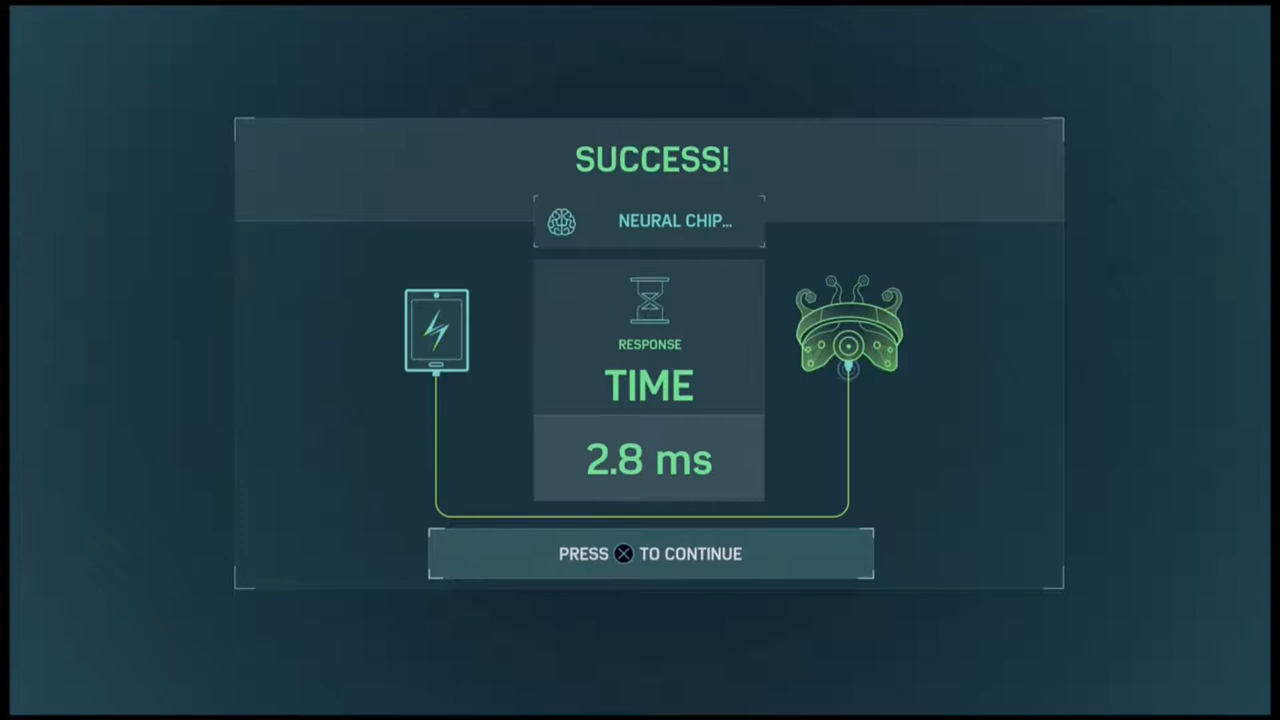 SUCCESS!
NEURAL CHIP...
RESPONSE
TIME
2.8 ms
PRESS ⓧ TO CONTINUE